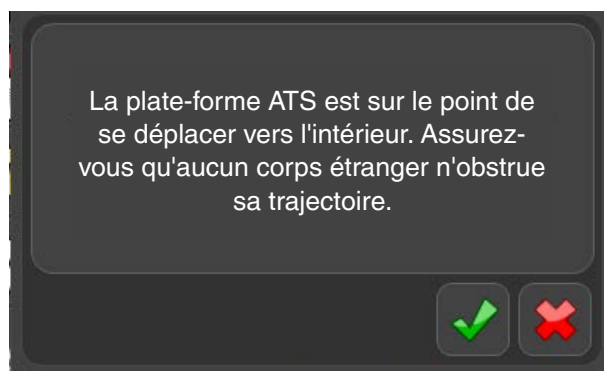 La plate-forme ATS est sur le point de
se déplacer vers l'intérieur. Assurez-
vous qu'aucun corps étranger n'obstrue
sa trajectoire.